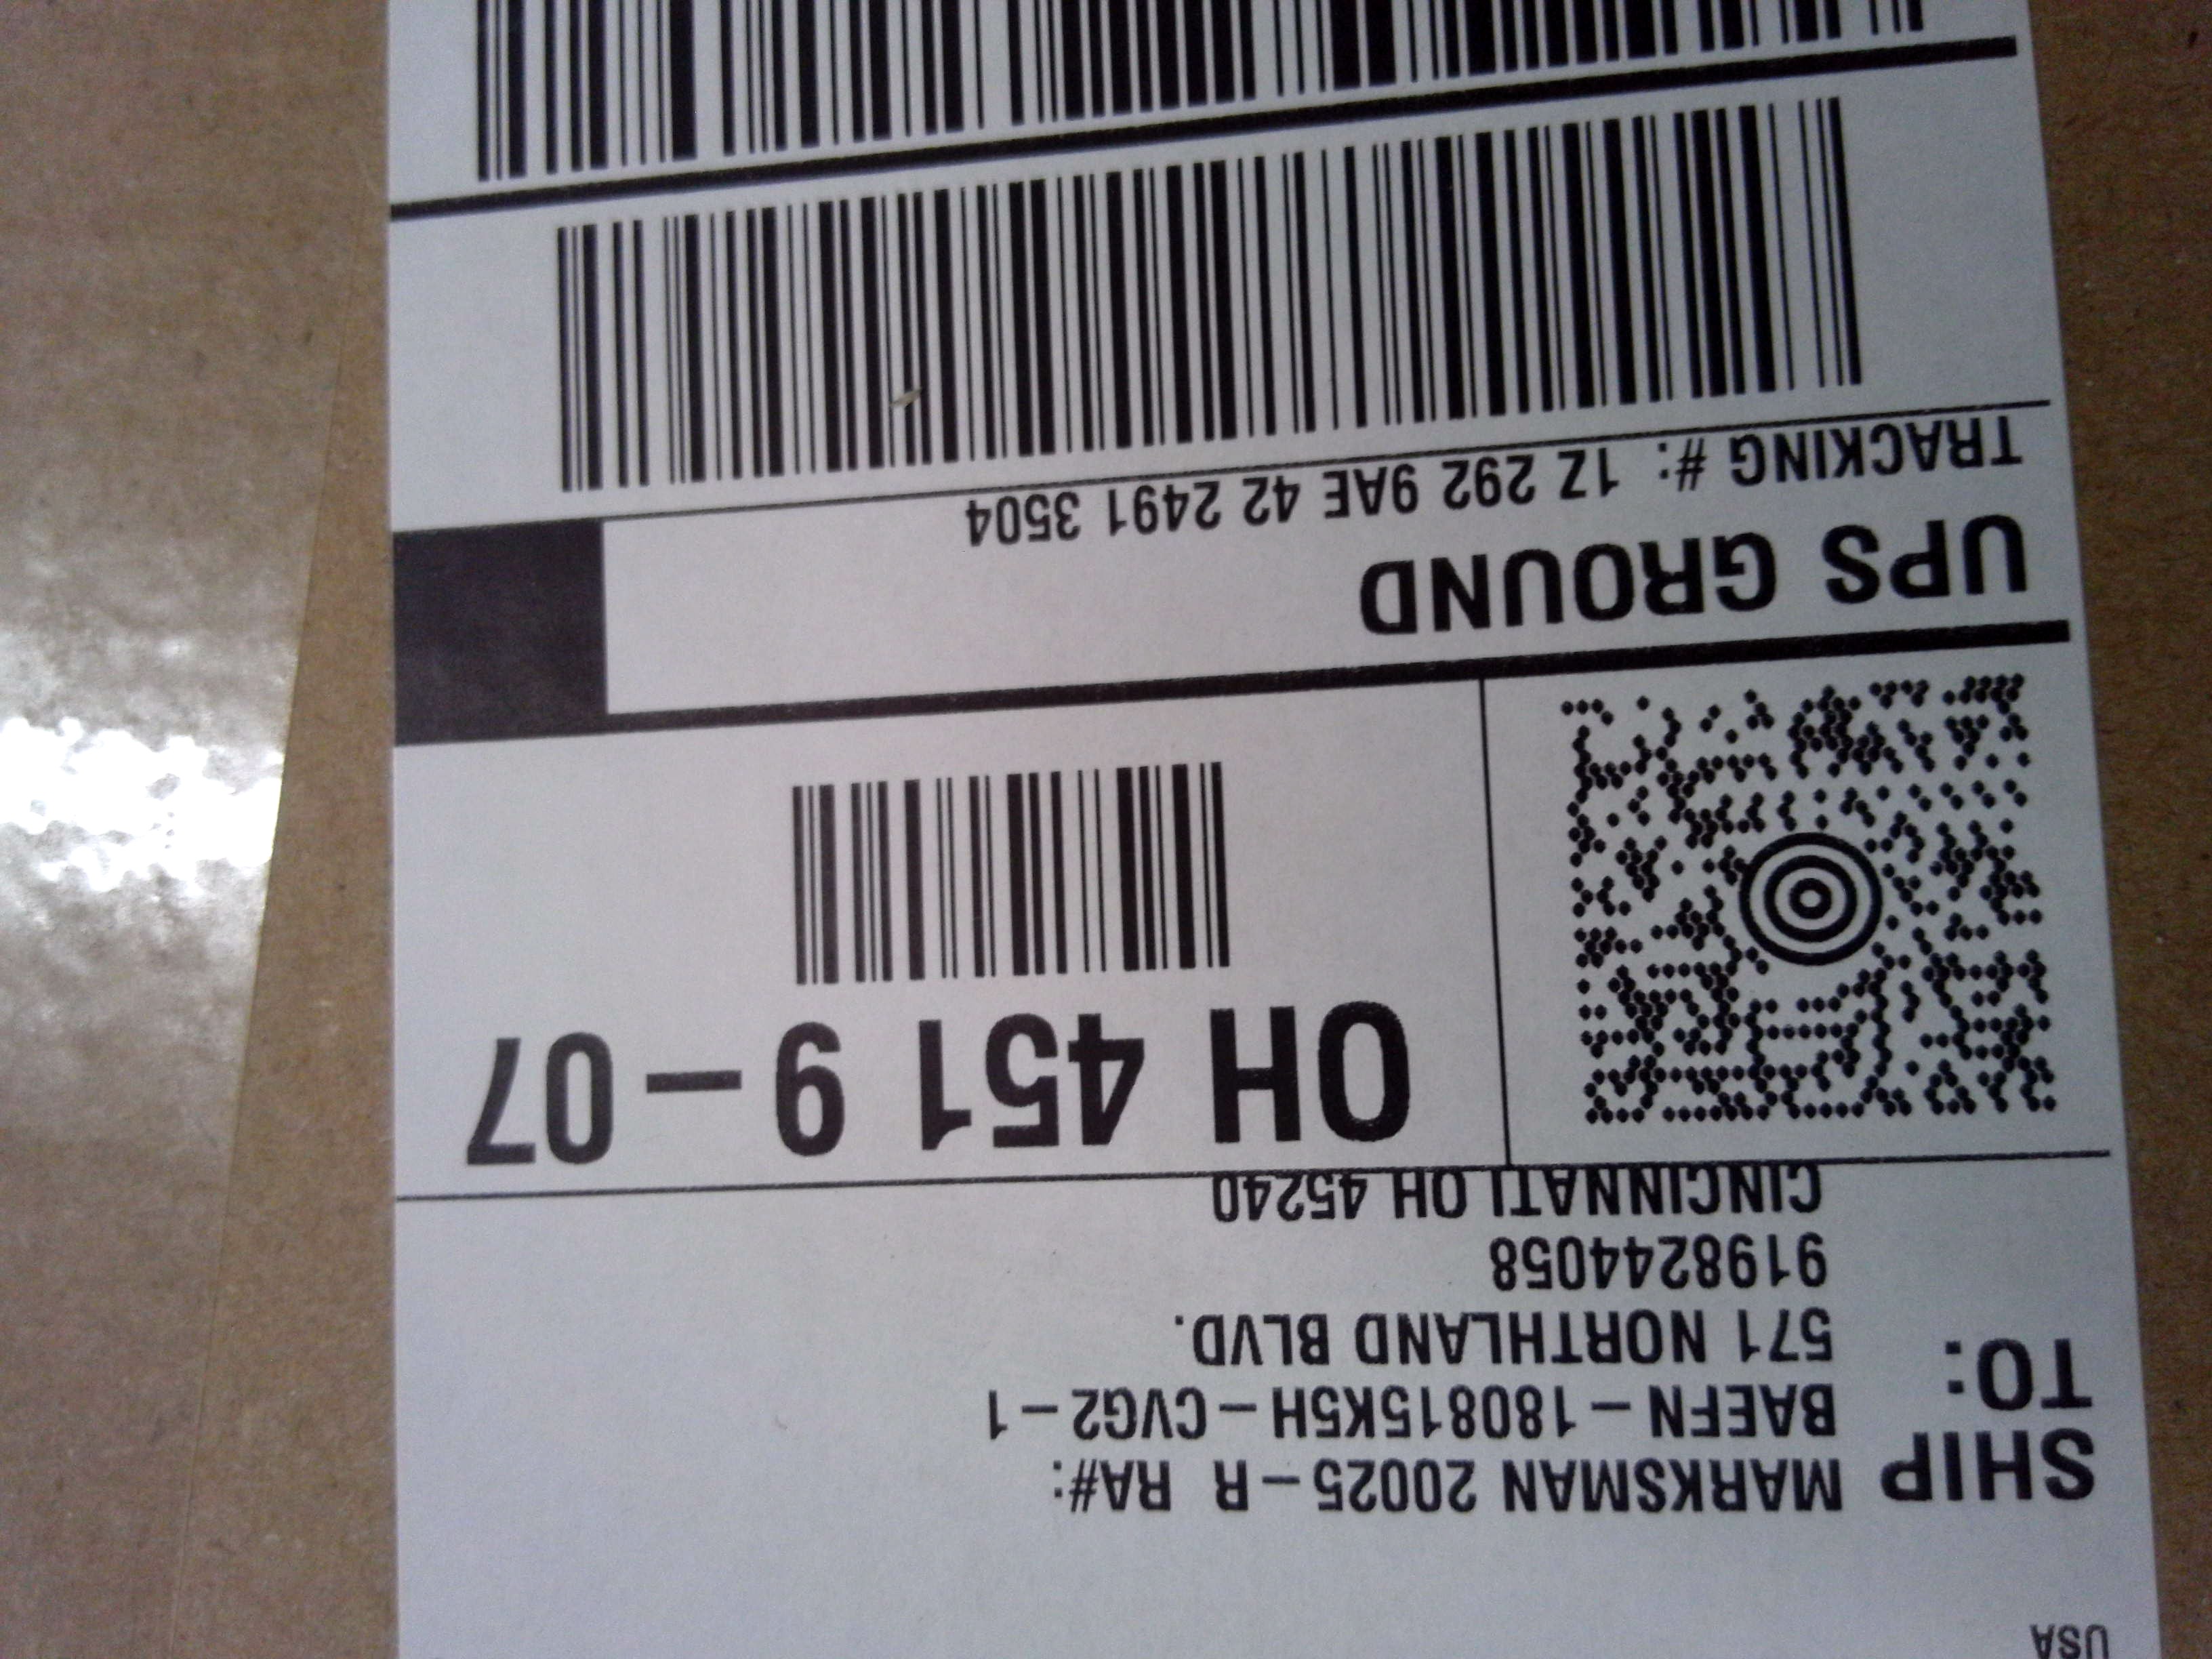 USA
SHIP
TO:
MARKSMAN 20025-R RA#:
BAEFN-180815K5H-CVG2-1
571 NORTHLAND BLVD.
9198244058
CINCINNATI OH 45240
OH 451 9-07
UPS GROUND
TRACKING #: 1Z 292 9AE 42 2491 3504